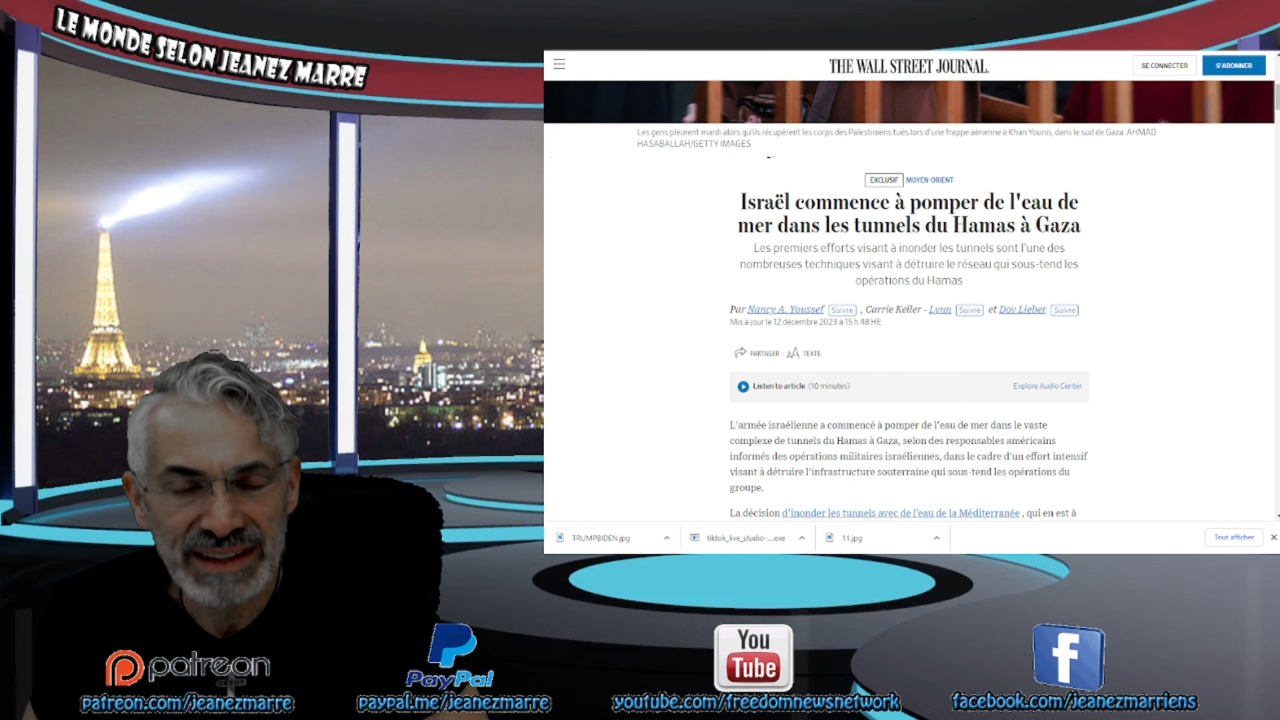 LE MONDE SELON JEANEZ MARRE
THE WALL STREET JOURNAL.
SE CONNECTER
S'ABONNER
Les gens pleurent mardi alors qu'ils récupèrent les corps des Palestiniens tués lors d'une frappe aérienne à Khan Younis, dans le sud de Gaza. AHMAD
HASABALLAH/GETTY IMAGES
EXCLUSIF MOYEN-ORIENT
Israël commence à pomper de l'eau de
mer dans les tunnels du Hamas à Gaza
Les premiers efforts visant à inonder les tunnels sont l'une des
nombreuses techniques visant à détruire le réseau qui sous-tend les
opérations du Hamas
Par Nancy A. Youssef Suivre , Carrie Keller - Lynn Suivre et Dov Lieber Suivre
Mis à jour le 12 décembre 2023 à 15 h 48 HE
PARTAGER AA TEXTE
Listen to article (10 minutes)
Explore Audio Center
L'armée israélienne a commencé à pomper de l'eau de mer dans le vaste
complexe de tunnels du Hamas à Gaza, selon des responsables américains
informés des opérations militaires israéliennes, dans le cadre d'un effort intensif
visant à détruire l'infrastructure souterraine qui sous-tend les opérations du
groupe.
La décision d'inonder les tunnels avec de l'eau de la Méditerranée , qui en est à
TRUMPBIDEN.jpg
tiktok_live_studio-....exe
11.jpg
Tout afficher
patreon
PayPal
You
Tube
f
patreon.com/jeanezmarre
paypal.me/jeanezmarre
youtube.com/freedomnewsnetwork
facebook.com/jeanezmarriens